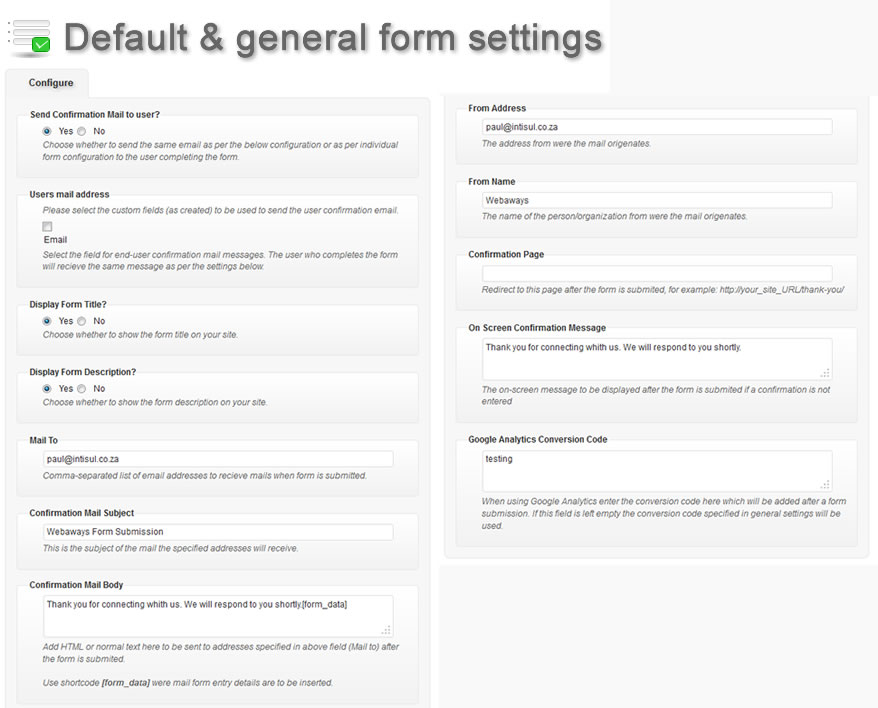 Default & general form settings
Configure
Send Confirmation Mail to user?
Yes No
Choose whether to send the same email as per the below configuration or as per individual
form configuration to the user completing the form.
Users mail address
Please select the custom fields (as created) to be used to send the user confirmation email.
Email
Select the field for end-user confirmation mail messages. The user who completes the form
will recieve the same message as per the settings below.
Display Form Title?
Yes No
Choose whether to show the form title on your site.
Display Form Description?
Yes No
Choose whether to show the form description on your site.
Mail To
paul@intisul.co.za
Comma-separated list of email addresses to recieve mails when form is submitted.
Confirmation Mail Subject
Webaways Form Submission
This is the subject of the mail the specified addresses will receive.
Confirmation Mail Body
Thank you for connecting whith us. We will respond to you shortly.[form_data]
Add HTML or normal text here to be sent to addresses specified in above field (Mail to) after
the form is submited.
Use shortcode [form_data] were mail form entry details are to be inserted.
From Address
paul@intisul.co.za
The address from were the mail origenates.
From Name
Webaways
The name of the person/organization from were the mail origenates.
Confirmation Page
Redirect to this page after the form is submited, for example: http://your_site_URL/thank-you/
On Screen Confirmation Message
Thank you for connecting whith us. We will respond to you shortly.
The on-screen message to be displayed after the form is submited if a confirmation is not
entered
Google Analytics Conversion Code
testing
When using Google Analytics enter the conversion code here which will be added after a form
submission. If this field is left empty the conversion code specified in general settings will be
used.